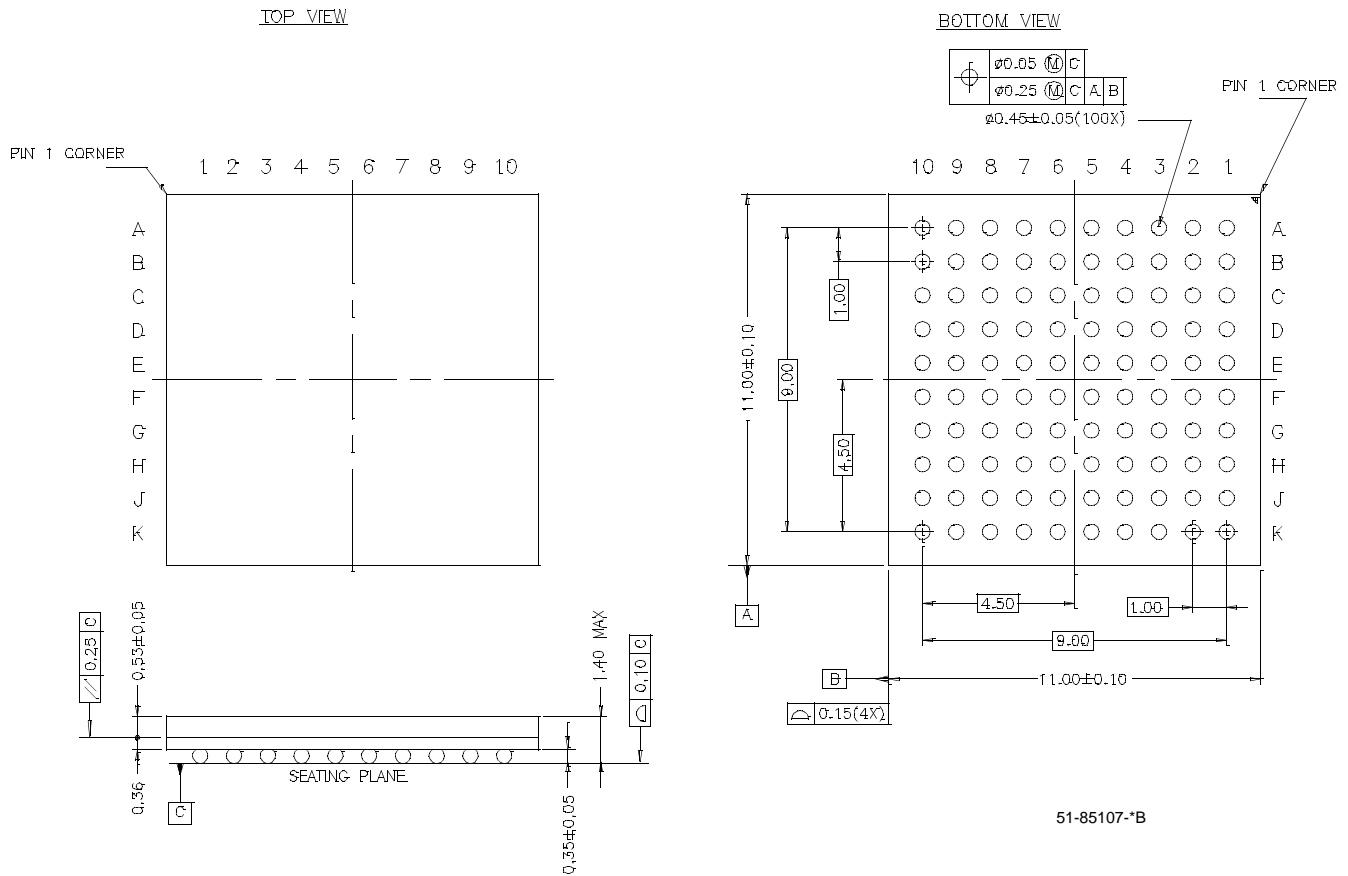 TOP VIEW
BOTTOM VIEW
⌀0.05 Ⓜ C
⌀0.25 Ⓜ C A B
⌀0.45±0.05(100X)
PIN 1 CORNER
PIN 1 CORNER
1 2 3 4 5 6 7 8 9 10
10 9 8 7 6 5 4 3 2 1
A
B
C
D
E
F
G
H
J
K
11.00±0.10
9.00
1.00
4.50
A
B
C
D
E
F
G
H
J
K
A
4.50
1.00
9.00
B
11.00±0.10
0.15(4X)
0.25 C
0.53±0.05
1.40 MAX
0.10 C
0.36
SEATING PLANE
C
0.35±0.05
51-85107-*B